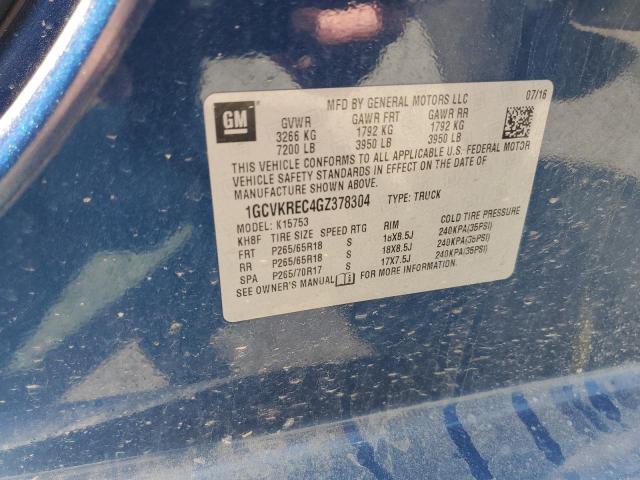 GM
MFD BY GENERAL MOTORS LLC 07/16
GVWR GAWR FRT GAWR RR
3266 KG 1792 KG 1792 KG
7200 LB 3950 LB 3950 LB
THIS VEHICLE CONFORMS TO ALL APPLICABLE U.S. FEDERAL MOTOR
VEHICLE SAFETY STANDARDS IN EFFECT ON THE DATE OF
MANUFACTURE SHOWN ABOVE.
1GCVKREC4GZ378304 TYPE: TRUCK
MODEL: K15753
KH8F TIRE SIZE SPEED RTG RIM COLD TIRE PRESSURE
FRT P265/65R18 S 18X8.5J 240KPA(35PSI)
RR P265/65R18 S 18X8.5J 240KPA(35PSI)
SPA P265/70R17 S 17X7.5J 240KPA(35PSI)
SEE OWNER'S MANUAL FOR MORE INFORMATION.